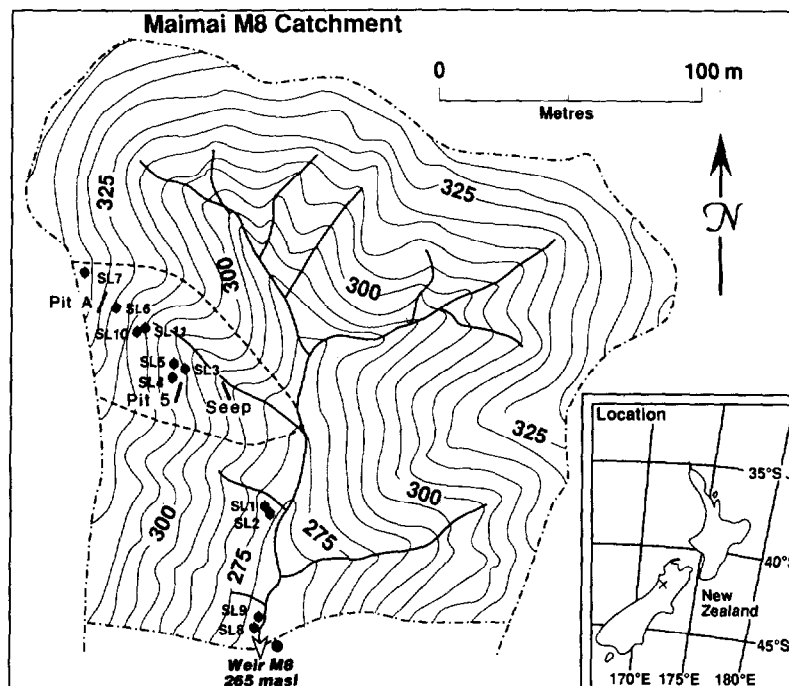 Maimai M8 Catchment
0 100 m
Metres
N
325
325
300
300
SL7
Pit A
SL6
SL10 SL11
SL5
SL3
SL4
Pit 5
Seep
325
300
300
SL1
SL2
275
275
SL9
SL8
Weir M8
265 masl
Location
35°S
40°S
New
Zealand
45°S
170°E 175°E 180°E